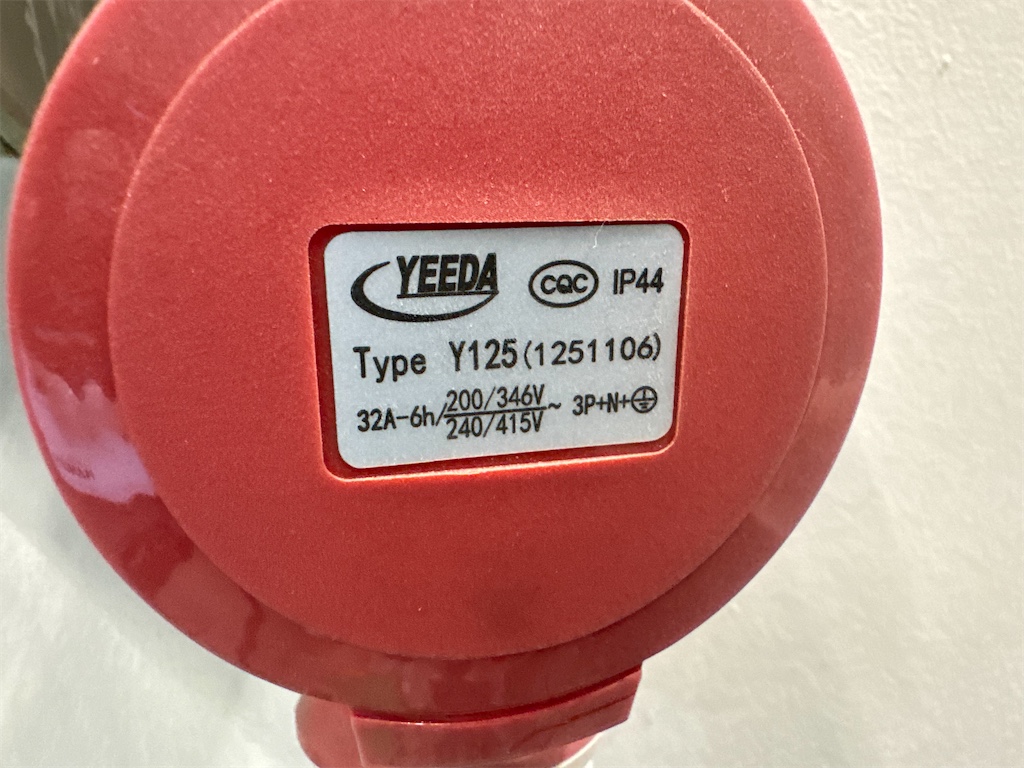 YEEDA CQC IP44
Type Y125(1251106)
32A-6h/200/346V/240/415V~ 3P+N+⏚